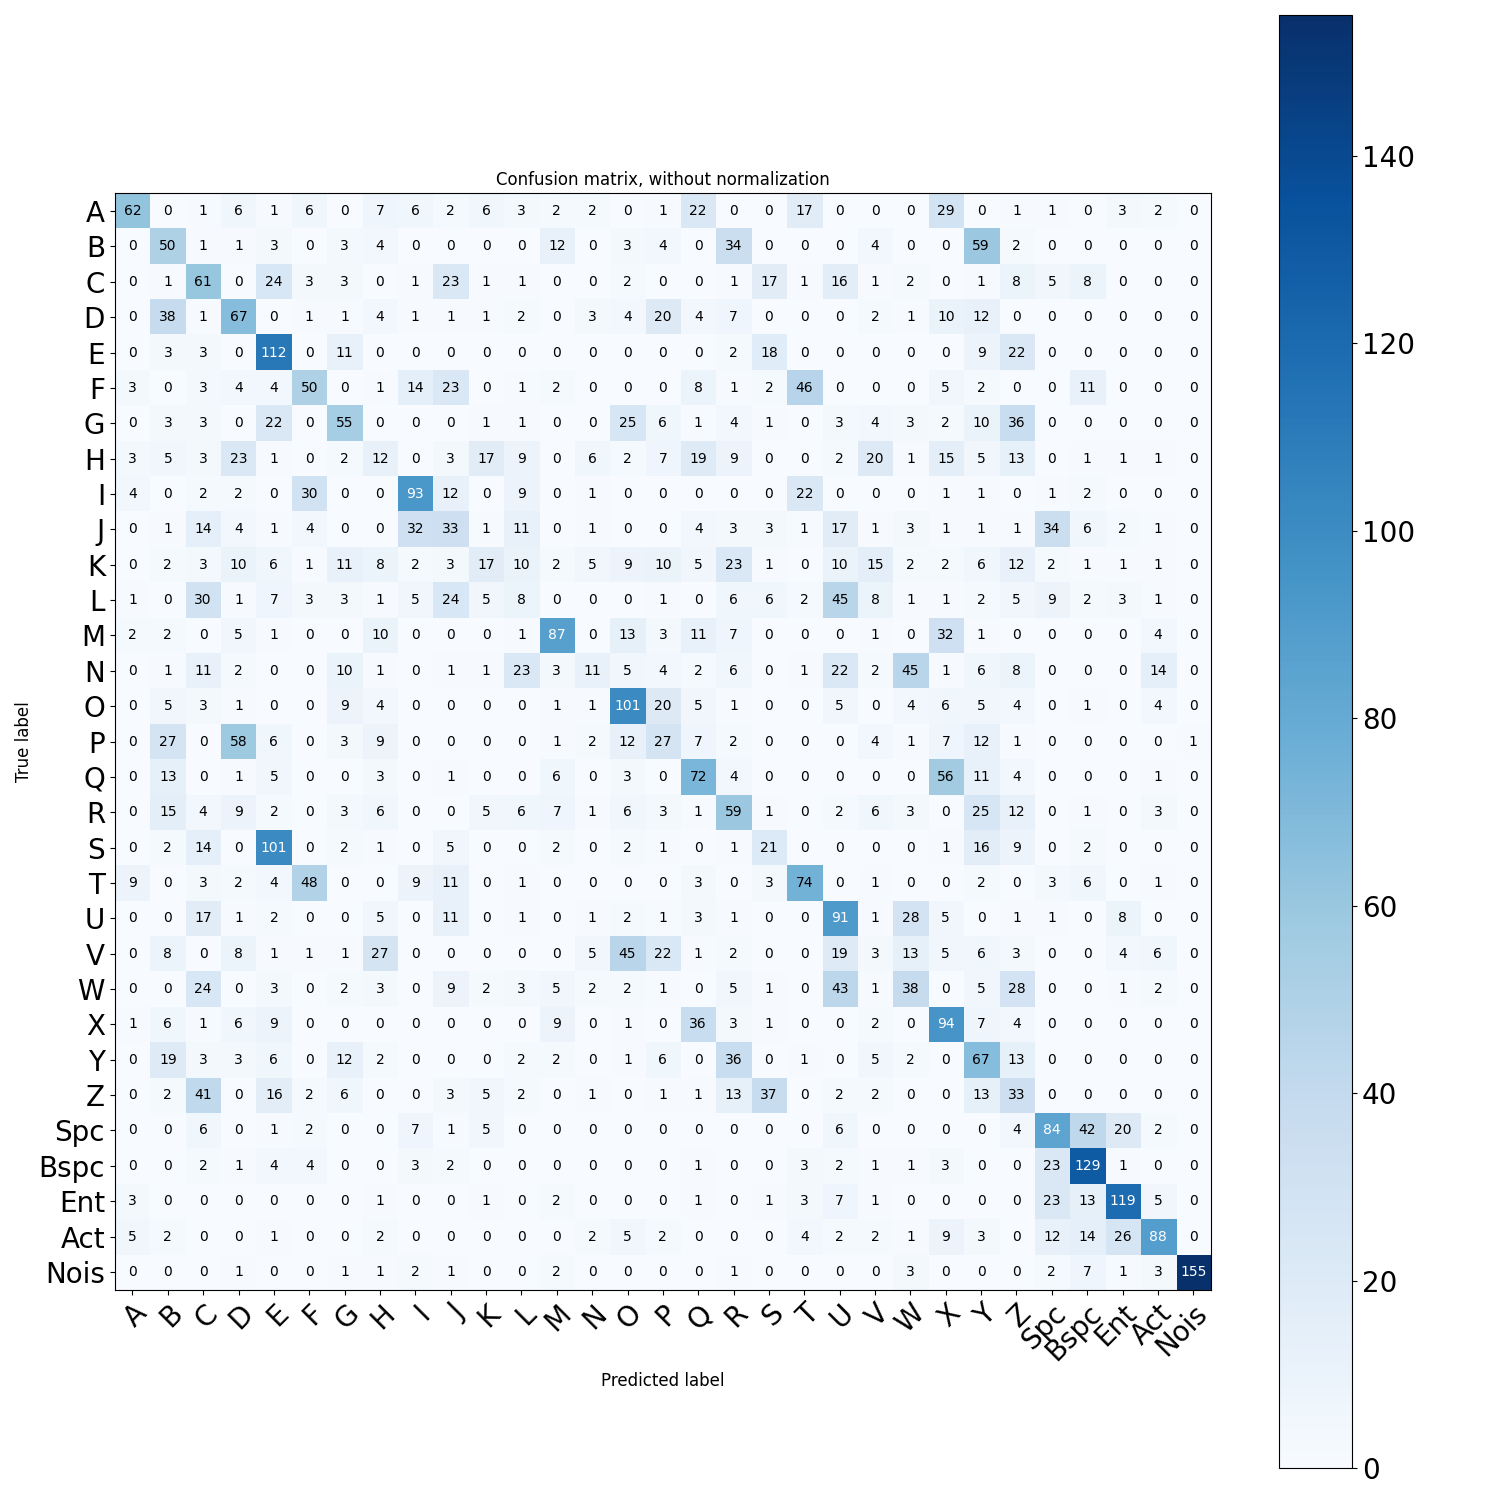 Confusion matrix, without normalization
A 62 0 1 6 1 6 0 7 6 2 6 3 2 2 0 1 22 0 0 17 0 0 0 29 0 1 1 0 3 2 0
B 0 50 1 1 3 0 3 4 0 0 0 0 12 0 3 4 0 34 0 0 0 4 0 0 59 2 0 0 0 0 0
C 0 1 61 0 24 3 3 0 1 23 1 1 0 0 2 0 0 1 17 1 16 1 2 0 1 8 5 8 0 0 0
D 0 38 1 67 0 1 1 4 1 1 1 2 0 3 4 20 4 7 0 0 0 2 1 10 12 0 0 0 0 0 0
E 0 3 3 0 112 0 11 0 0 0 0 0 0 0 0 0 0 2 18 0 0 0 0 0 9 22 0 0 0 0 0
F 3 0 3 4 4 50 0 1 14 23 0 1 2 0 0 0 8 1 2 46 0 0 0 5 2 0 0 11 0 0 0
G 0 3 3 0 22 0 55 0 0 0 1 1 0 0 25 6 1 4 1 0 3 4 3 2 10 36 0 0 0 0 0
H 3 5 3 23 1 0 2 12 0 3 17 9 0 6 2 7 19 9 0 0 2 20 1 15 5 13 0 1 1 1 0
I 4 0 2 2 0 30 0 0 93 12 0 9 0 1 0 0 0 0 0 22 0 0 0 1 1 0 1 2 0 0 0
J 0 1 14 4 1 4 0 0 32 33 1 11 0 1 0 0 4 3 3 1 17 1 3 1 1 1 34 6 2 1 0
K 0 2 3 10 6 1 11 8 2 3 17 10 2 5 9 10 5 23 1 0 10 15 2 2 6 12 2 1 1 1 0
L 1 0 30 1 7 3 3 1 5 24 5 8 0 0 0 1 0 6 6 2 45 8 1 1 2 5 9 2 3 1 0
M 2 2 0 5 1 0 0 10 0 0 0 1 87 0 13 3 11 7 0 0 0 1 0 32 1 0 0 0 0 4 0
N 0 1 11 2 0 0 10 1 0 1 1 23 3 11 5 4 2 6 0 1 22 2 45 1 6 8 0 0 0 14 0
O 0 5 3 1 0 0 9 4 0 0 0 0 1 1 101 20 5 1 0 0 5 0 4 6 5 4 0 1 0 4 0
P 0 27 0 58 6 0 3 9 0 0 0 0 1 2 12 27 7 2 0 0 0 4 1 7 12 1 0 0 0 0 1
Q 0 13 0 1 5 0 0 3 0 1 0 0 6 0 3 0 72 4 0 0 0 0 0 56 11 4 0 0 0 1 0
R 0 15 4 9 2 0 3 6 0 0 5 6 7 1 6 3 1 59 1 0 2 6 3 0 25 12 0 1 0 3 0
S 0 2 14 0 101 0 2 1 0 5 0 0 2 0 2 1 0 1 21 0 0 0 0 1 16 9 0 2 0 0 0
T 9 0 3 2 4 48 0 0 9 11 0 1 0 0 0 0 3 0 3 74 0 1 0 0 2 0 3 6 0 1 0
U 0 0 17 1 2 0 0 5 0 11 0 1 0 1 2 1 3 1 0 0 91 1 28 5 0 1 1 0 8 0 0
V 0 8 0 8 1 1 1 27 0 0 0 0 0 5 45 22 1 2 0 0 19 3 13 5 6 3 0 0 4 6 0
W 0 0 24 0 3 0 2 3 0 9 2 3 5 2 2 1 0 5 1 0 43 1 38 0 5 28 0 0 1 2 0
X 1 6 1 6 9 0 0 0 0 0 0 0 9 0 1 0 36 3 1 0 0 2 0 94 7 4 0 0 0 0 0
Y 0 19 3 3 6 0 12 2 0 0 0 2 2 0 1 6 0 36 0 1 0 5 2 0 67 13 0 0 0 0 0
Z 0 2 41 0 16 2 6 0 0 3 5 2 0 1 0 1 1 13 37 0 2 2 0 0 13 33 0 0 0 0 0
Spc 0 0 6 0 1 2 0 0 7 1 5 0 0 0 0 0 0 0 0 0 6 0 0 0 0 4 84 42 20 2 0
Bspc 0 0 2 1 4 4 0 0 3 2 0 0 0 0 0 0 1 0 0 3 2 1 1 3 0 0 23 129 1 0 0
Ent 3 0 0 0 0 0 0 1 0 0 1 0 2 0 0 0 1 0 1 3 7 1 0 0 0 0 23 13 119 5 0
Act 5 2 0 0 1 0 0 2 0 0 0 0 0 2 5 2 0 0 0 4 2 2 1 9 3 0 12 14 26 88 0
Nois 0 0 0 1 0 0 1 1 2 1 0 0 2 0 0 0 0 1 0 0 0 0 3 0 0 0 2 7 1 3 155
A B C D E F G H I J K L M N O P Q R S T U V W X Y Z Spc Bspc Ent Act Nois
Predicted label
True label
140
120
100
80
60
40
20
0